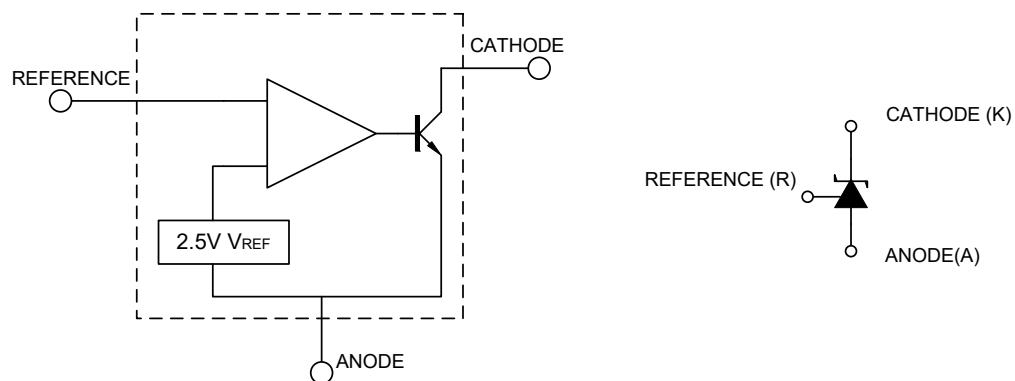 CATHODE
REFERENCE
2.5V VREF
ANODE
CATHODE (K)
REFERENCE (R)
ANODE(A)